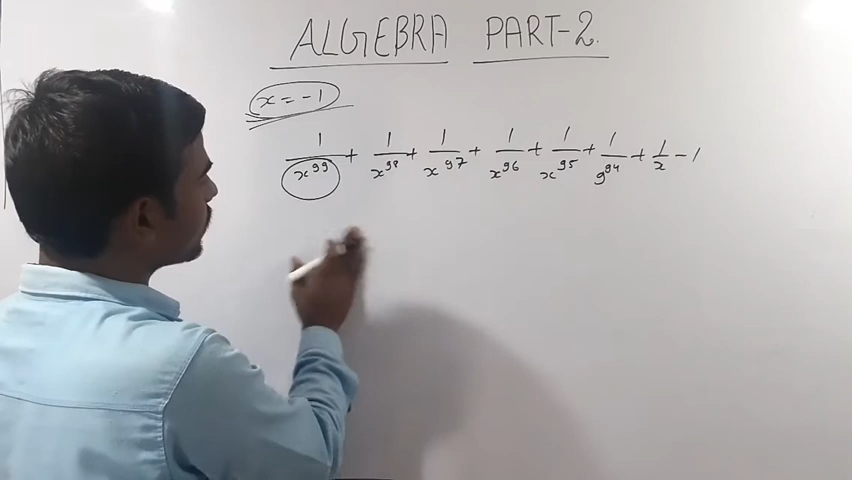 ALGEBRA PART-2.
x = -1
1/x^99 + 1/x^98 + 1/x^97 + 1/x^96 + 1/x^95 + 1/9^94 + 1/x - 1